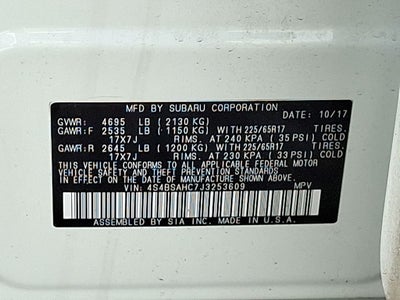 MFD BY SUBARU CORPORATION
GVWR: 4695 LB (2130 KG) DATE: 10/17
GAWR:F 2535 LB (1150 KG) WITH 225/65R17 TIRES.
17X7J RIMS. AT 240 KPA (35 PSI) COLD
GAWR:R 2645 LB (1200 KG) WITH 225/65R17 TIRES.
17X7J RIMS. AT 230 KPA (33 PSI) COLD
THIS VEHICLE CONFORMS TO ALL APPLICABLE FEDERAL MOTOR
VEHICLE SAFETY AND THEFT PREVENTION STANDARDS IN EFFECT
ON THE DATE OF MANUFACTURE SHOWN ABOVE.
VIN: 4S4BSAHC7J3253609 MPV
ASSEMBLED BY SIA INC. MADE IN U.S.A.